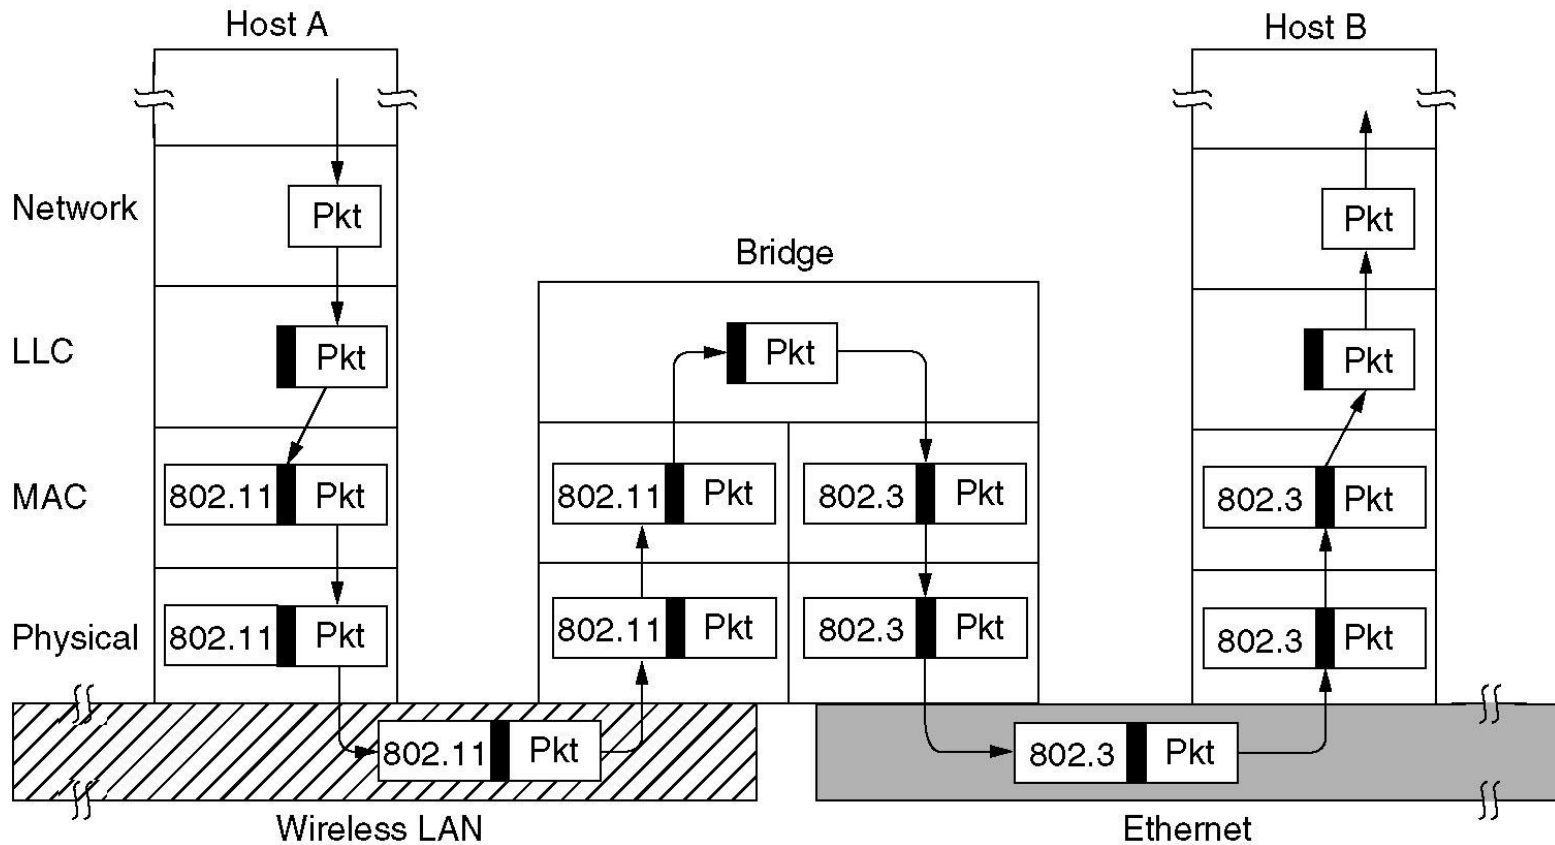 Host A
Host B
Network
Pkt
Pkt
Bridge
LLC
Pkt
Pkt
Pkt
MAC
802.11 Pkt
802.11 Pkt
802.3 Pkt
802.3 Pkt
Physical
802.11 Pkt
802.11 Pkt
802.3 Pkt
802.3 Pkt
802.11 Pkt
802.3 Pkt
Wireless LAN
Ethernet